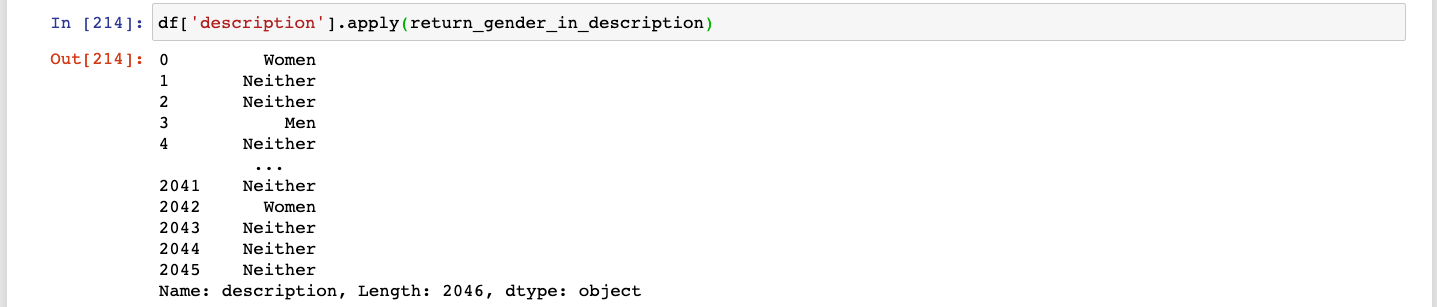 In [214]: df['description'].apply(return_gender_in_description)
Out[214]: 0 Women
1 Neither
2 Neither
3 Men
4 Neither
...
2041 Neither
2042 Women
2043 Neither
2044 Neither
2045 Neither
Name: description, Length: 2046, dtype: object